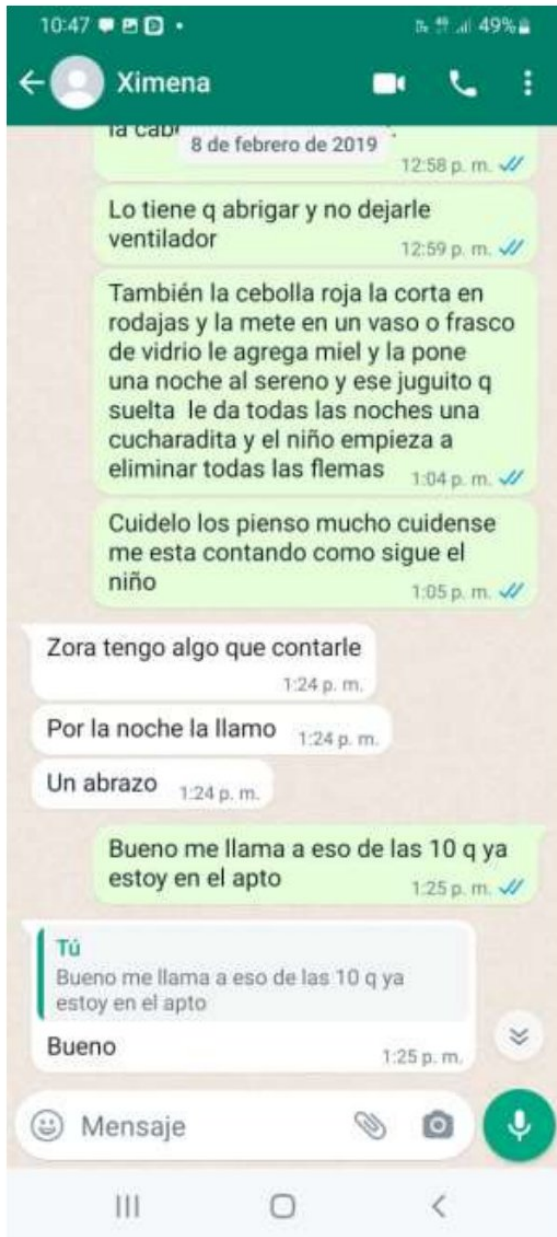 10:47
49%
Ximena
8 de febrero de 2019
12:58 p. m.
Lo tiene q abrigar y no dejarle
ventilador
12:59 p. m.
También la cebolla roja la corta en
rodajas y la mete en un vaso o frasco
de vidrio le agrega miel y la pone
una noche al sereno y ese juguito q
suelta le da todas las noches una
cucharadita y el niño empieza a
eliminar todas las flemas
1:04 p. m.
Cuidelo los pienso mucho cuidense
me esta contando como sigue el
niño
1:05 p. m.
Zora tengo algo que contarle
1:24 p. m.
Por la noche la llamo
1:24 p. m.
Un abrazo
1:24 p. m.
Bueno me llama a eso de las 10 q ya
estoy en el apto
1:25 p. m.
Tú
Bueno me llama a eso de las 10 q ya
estoy en el apto
Bueno
1:25 p. m.
Mensaje